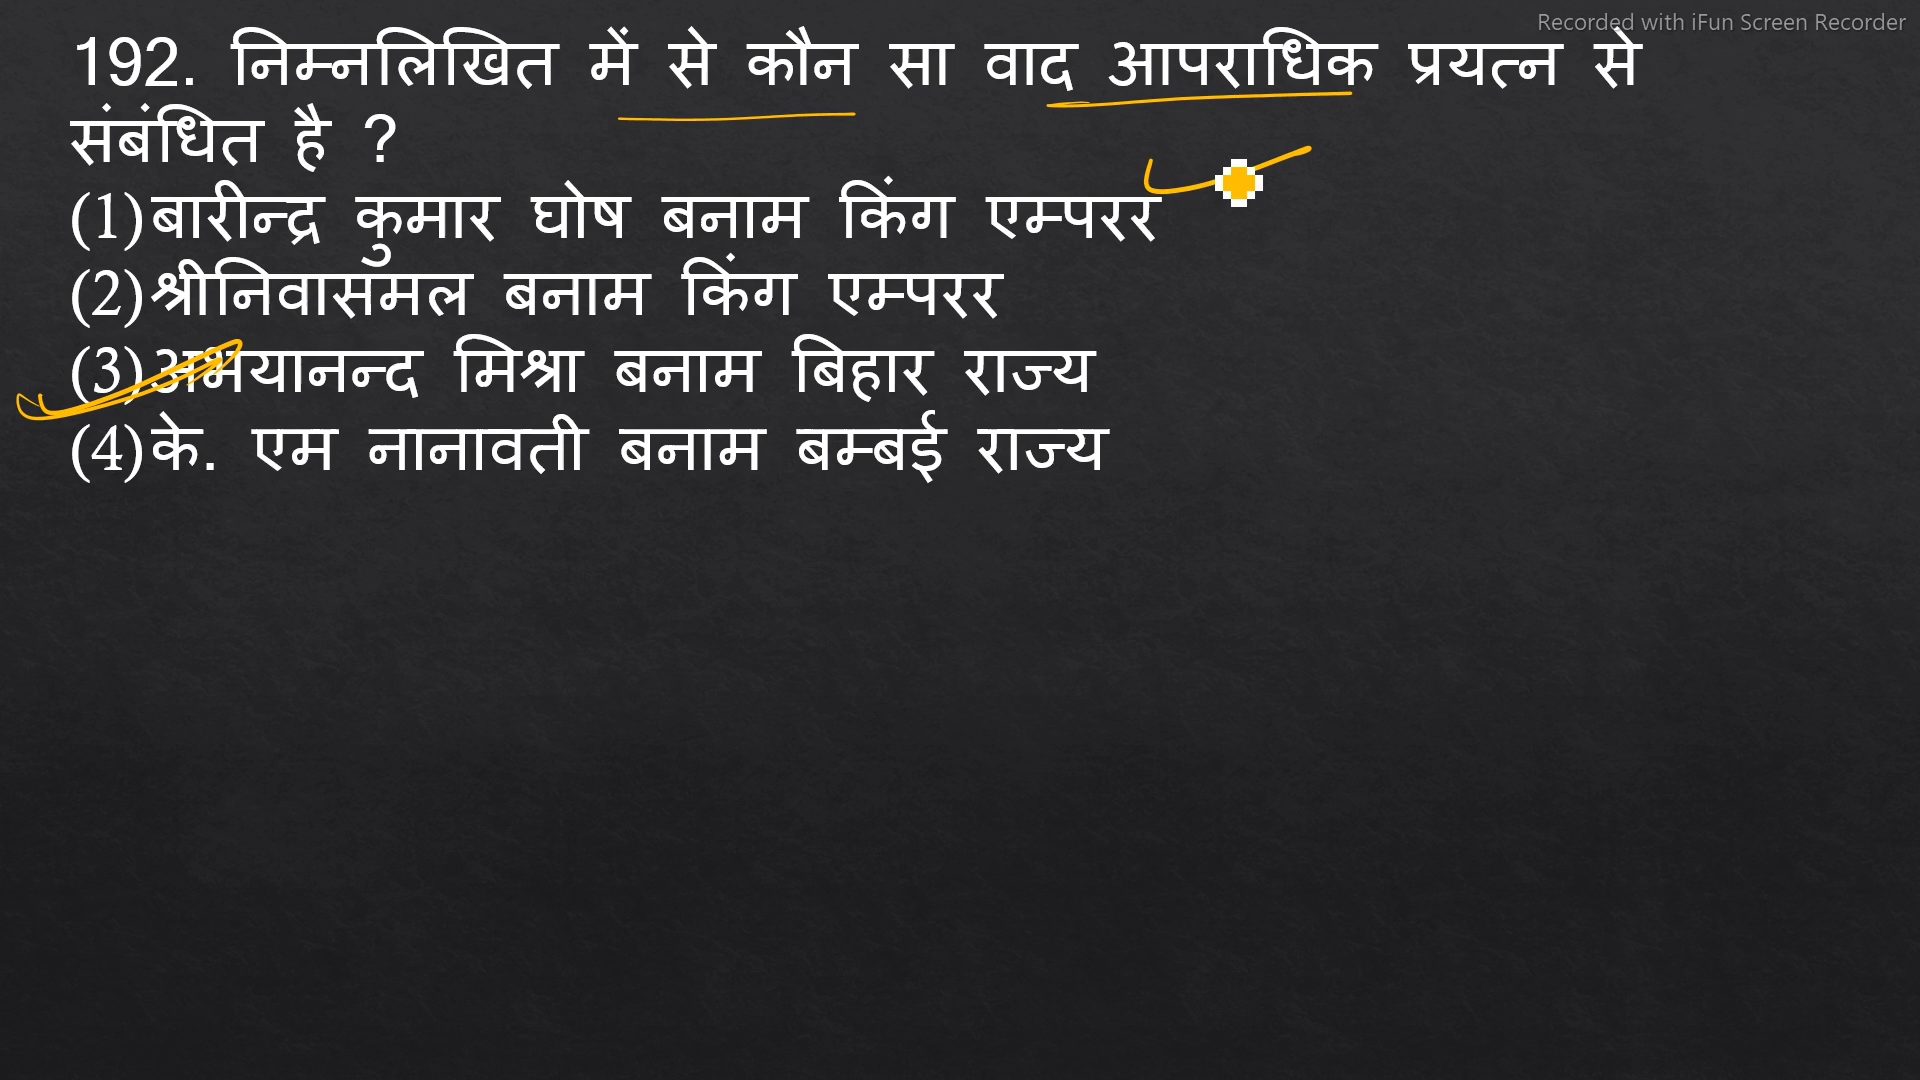 Recorded with iFun Screen Recorder
192. निम्नलिखित में से कौन सा वाद आपराधिक प्रयत्न से
संबंधित है ?
(1)बारीन्द्र कुमार घोष बनाम किंग एम्परर
(2)श्रीनिवासमल बनाम किंग एम्परर
(3)अभयानन्द मिश्रा बनाम बिहार राज्य
(4)के. एम नानावती बनाम बम्बई राज्य